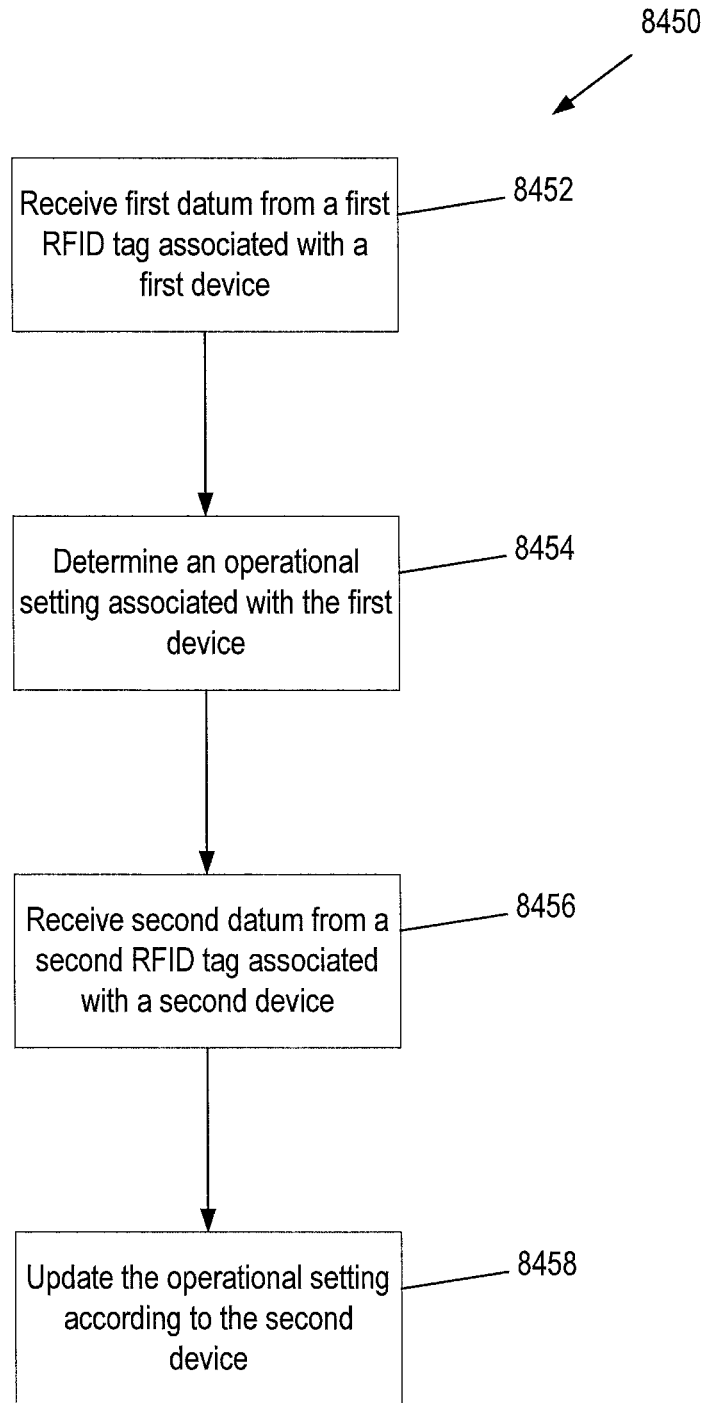 8450
Receive first datum from a first
RFID tag associated with a
first device
8452
Determine an operational
setting associated with the first
device
8454
Receive second datum from a
second RFID tag associated
with a second device
8456
Update the operational setting
according to the second
device
8458